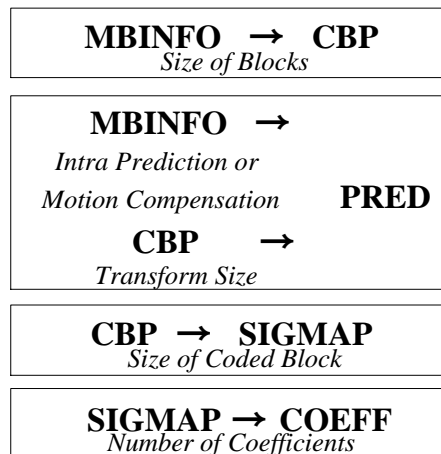 MBINFO → CBP
Size of Blocks
MBINFO →
Intra Prediction or
Motion Compensation PRED
CBP →
Transform Size
CBP → SIGMAP
Size of Coded Block
SIGMAP → COEFF
Number of Coefficients